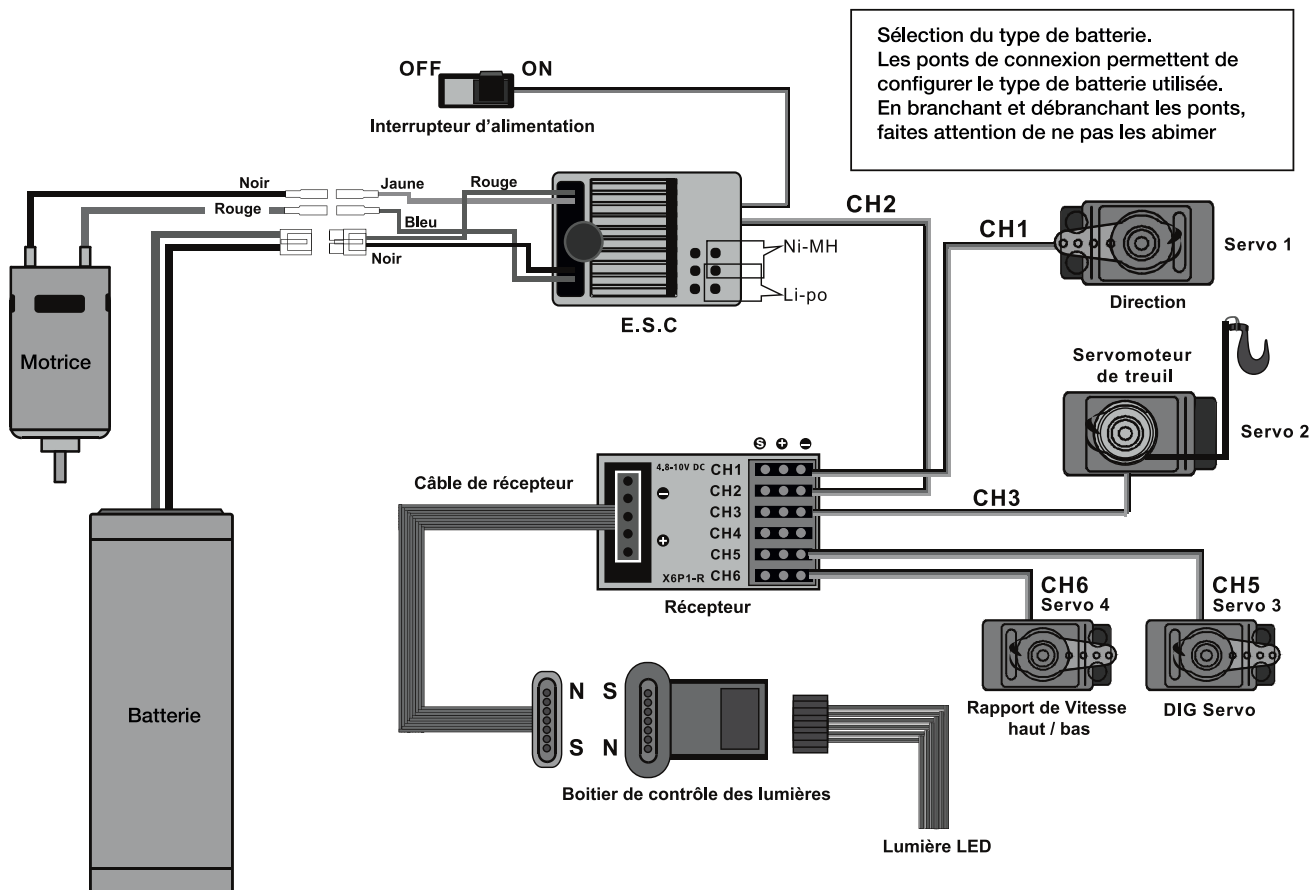 Sélection du type de batterie.
Les ponts de connexion permettent de
configurer le type de batterie utilisée.
En branchant et débranchant les ponts,
faites attention de ne pas les abimer
OFF ON
Interrupteur d'alimentation
Noir
Jaune
Rouge
Rouge
Bleu
Noir
CH2
CH1
Servo 1
Direction
Ni-MH
Li-po
E.S.C
Motrice
Servomoteur
de treuil
Servo 2
Câble de récepteur
S + −
4.8-10V DC CH1
− CH2
CH3
CH4
+ CH5
X6P1-R CH6
Récepteur
CH3
CH6
Servo 4
CH5
Servo 3
Rapport de Vitesse
haut / bas
DIG Servo
Batterie
N S
S N
Boitier de contrôle des lumières
Lumière LED